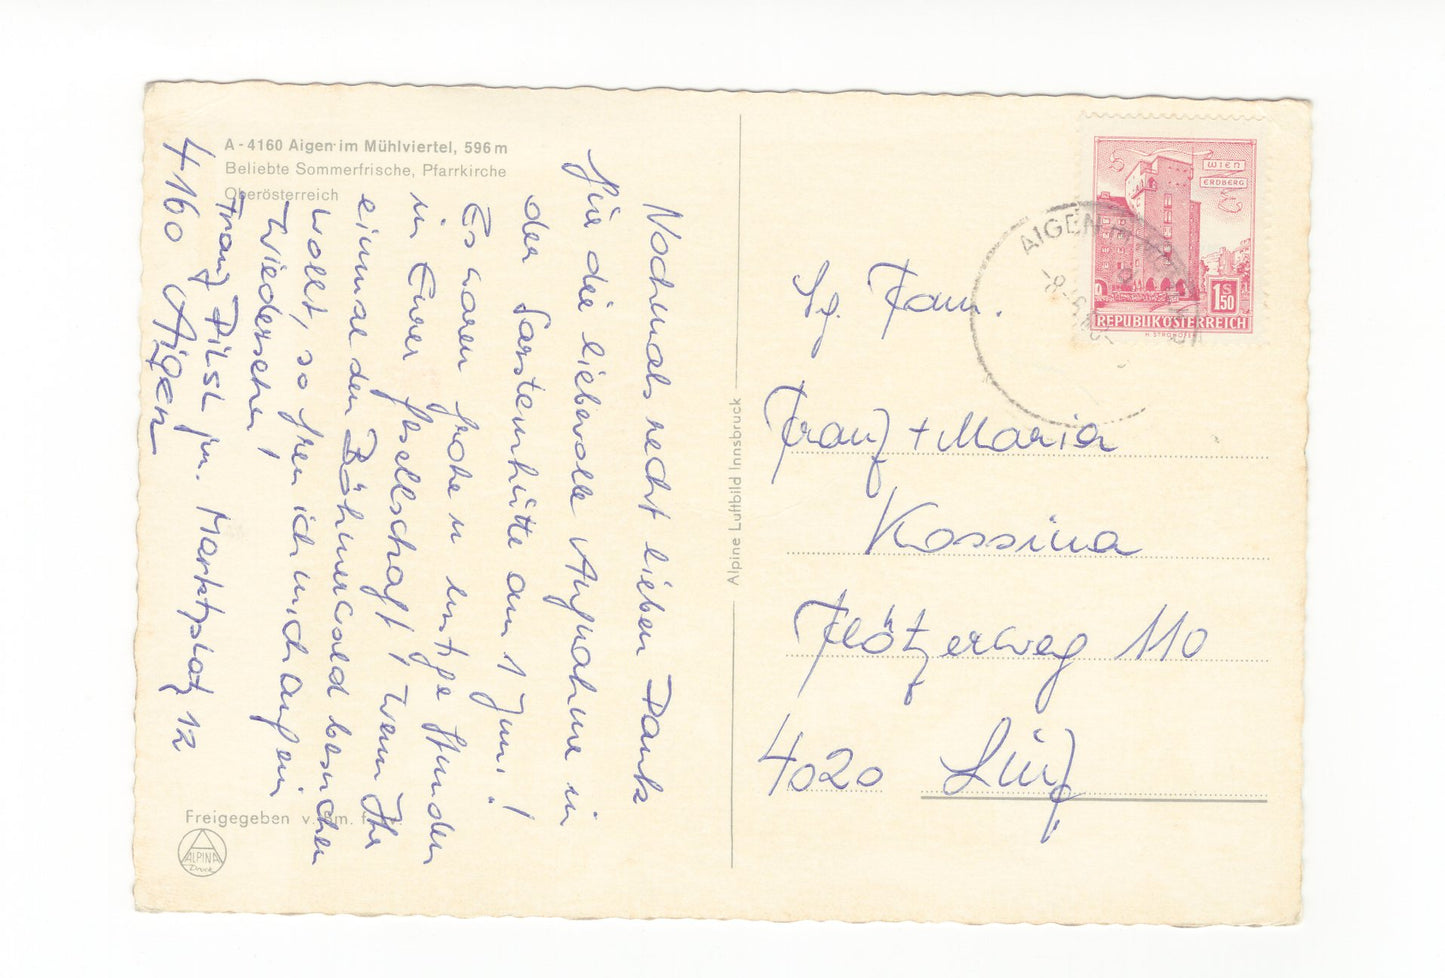 A - 4160 Aigen im Mühlviertel, 596 m
Beliebte Sommerfrische, Pfarrkirche
Oberösterreich
Nochmals recht lieben Dank
für die liebevolle Aufnahme in
der Sarsteinhütte am 1 Juni!
Es waren frohe u lustige Stunden
in Eurer Gesellschaft, wenn Ihr
einmal den Böhmerwald besuchen
wollt, so freu ich mich auf ein
Wiedersehen!
Franz Pilsl jun. Marktplatz 12
4160 Aigen
Freigegeben v.
ALPINA
Druck
Alpine Luftbild Innsbruck
WIEN
ERDBERG
1 S 50
REPUBLIK ÖSTERREICH
AIGEN
Sg. Fam.
Franz + Maria
Kossina
Flötzerweg 110
4020 Linz